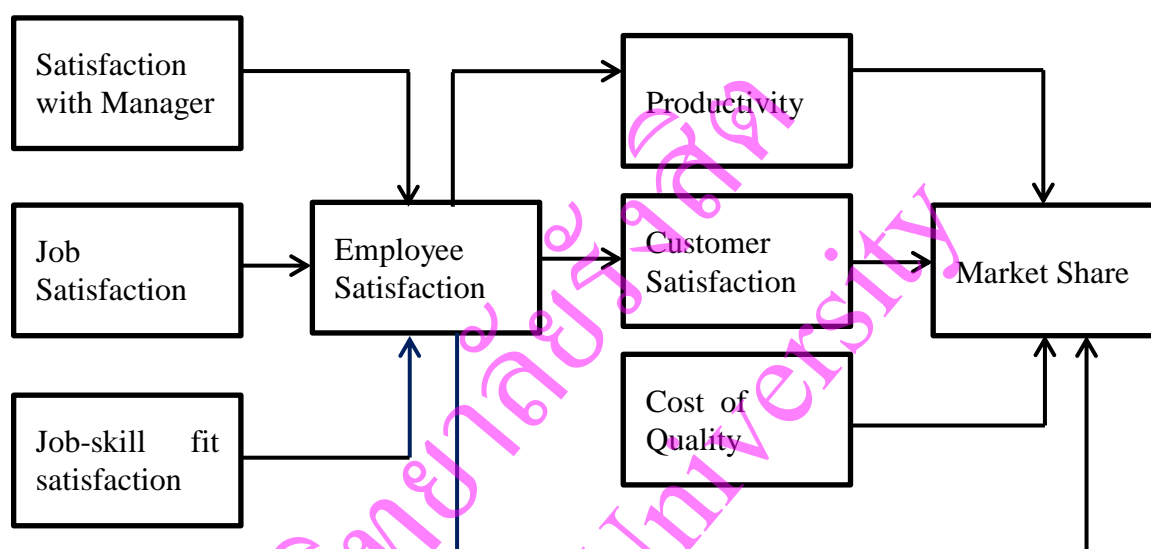 Satisfaction
with Manager
Productivity
Job
Satisfaction
Employee
Satisfaction
Customer
Satisfaction
Market Share
Job-skill fit
satisfaction
Cost of
Quality
University